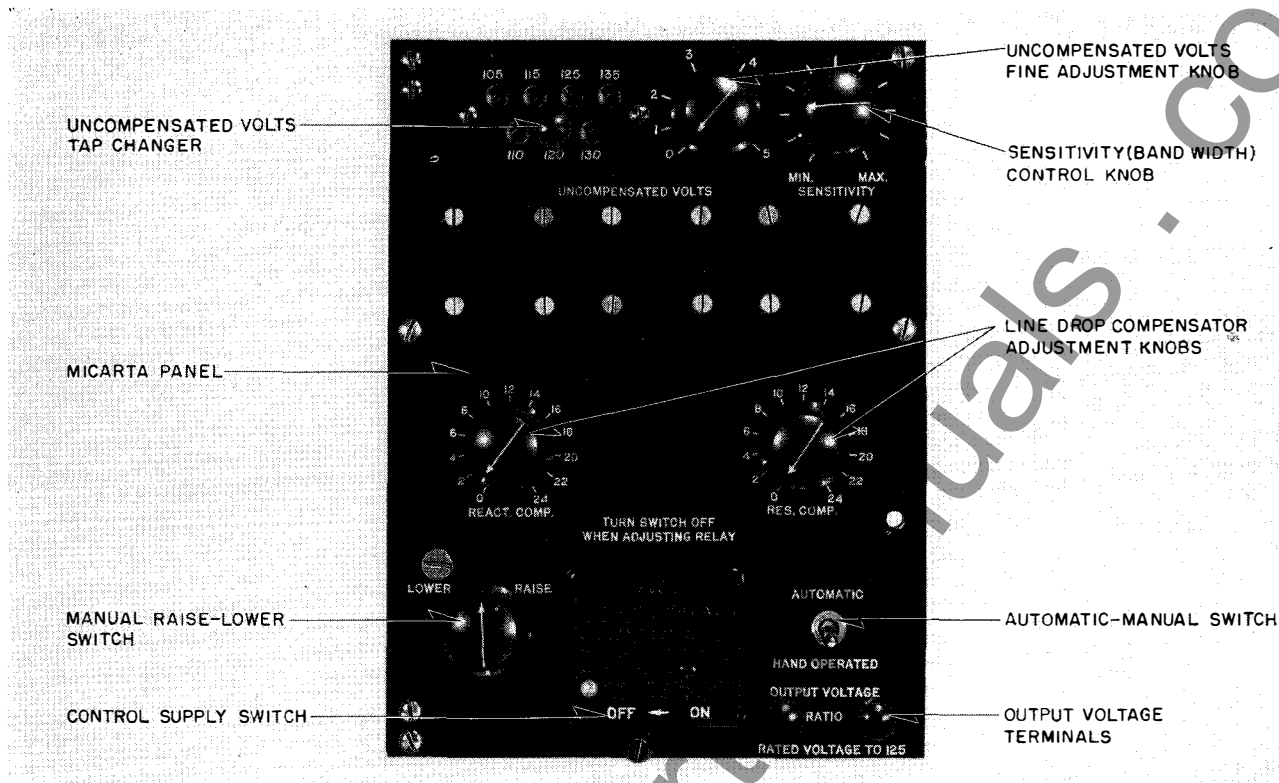 UNCOMPENSATED VOLTS
FINE ADJUSTMENT KNOB
UNCOMPENSATED VOLTS
TAP CHANGER
SENSITIVITY (BAND WIDTH)
CONTROL KNOB
105 115 125 135
110 120 130
0 1 2 3 4 5
UNCOMPENSATED VOLTS
MIN. MAX.
SENSITIVITY
LINE DROP COMPENSATOR
ADJUSTMENT KNOBS
MICARTA PANEL
0 2 4 6 8 10 12 14 16 18 20 22 24
REACT. COMP.
0 2 4 6 8 10 12 14 16 18 20 22 24
RES. COMP.
TURN SWITCH OFF
WHEN ADJUSTING RELAY
LOWER RAISE
AUTOMATIC
MANUAL RAISE-LOWER
SWITCH
AUTOMATIC-MANUAL SWITCH
HAND OPERATED
CONTROL SUPPLY SWITCH
OFF ← ON
OUTPUT VOLTAGE
RATIO
RATED VOLTAGE TO 125
OUTPUT VOLTAGE
TERMINALS
nuals . co